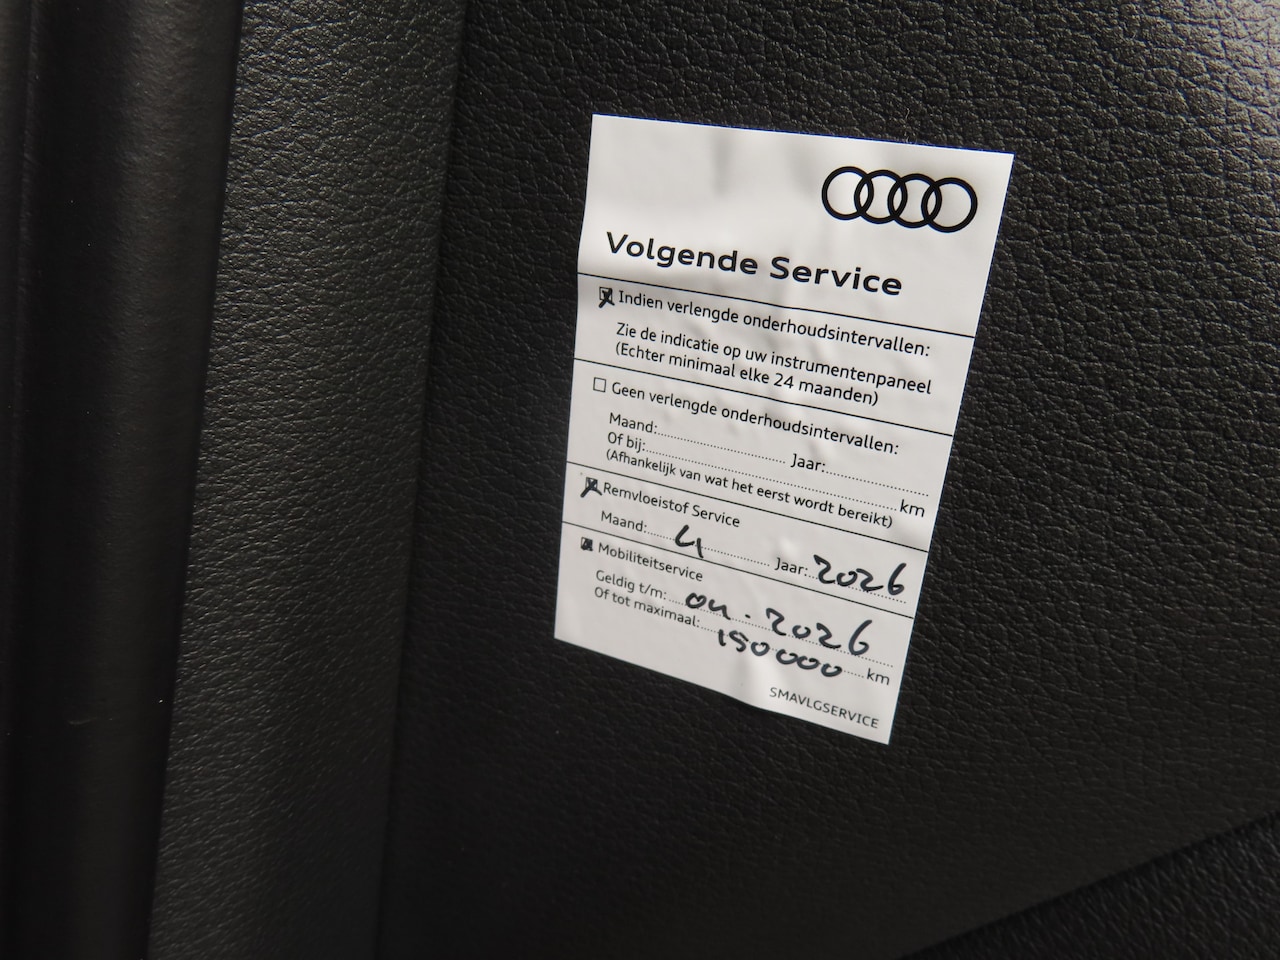 Volgende Service
Indien verlengde onderhoudsintervallen:
Zie de indicatie op uw instrumentenpaneel
(Echter minimaal elke 24 maanden)
Geen verlengde onderhoudsintervallen:
Maand:.................... Jaar:....................
Of bij:.................... km
(Afhankelijk van wat het eerst wordt bereikt)
Remvloeistof Service
Maand: 4 Jaar: 2026
Mobiliteitservice
Geldig t/m: 04.2026
Of tot maximaal: 150000 km
SMAVLGSERVICE